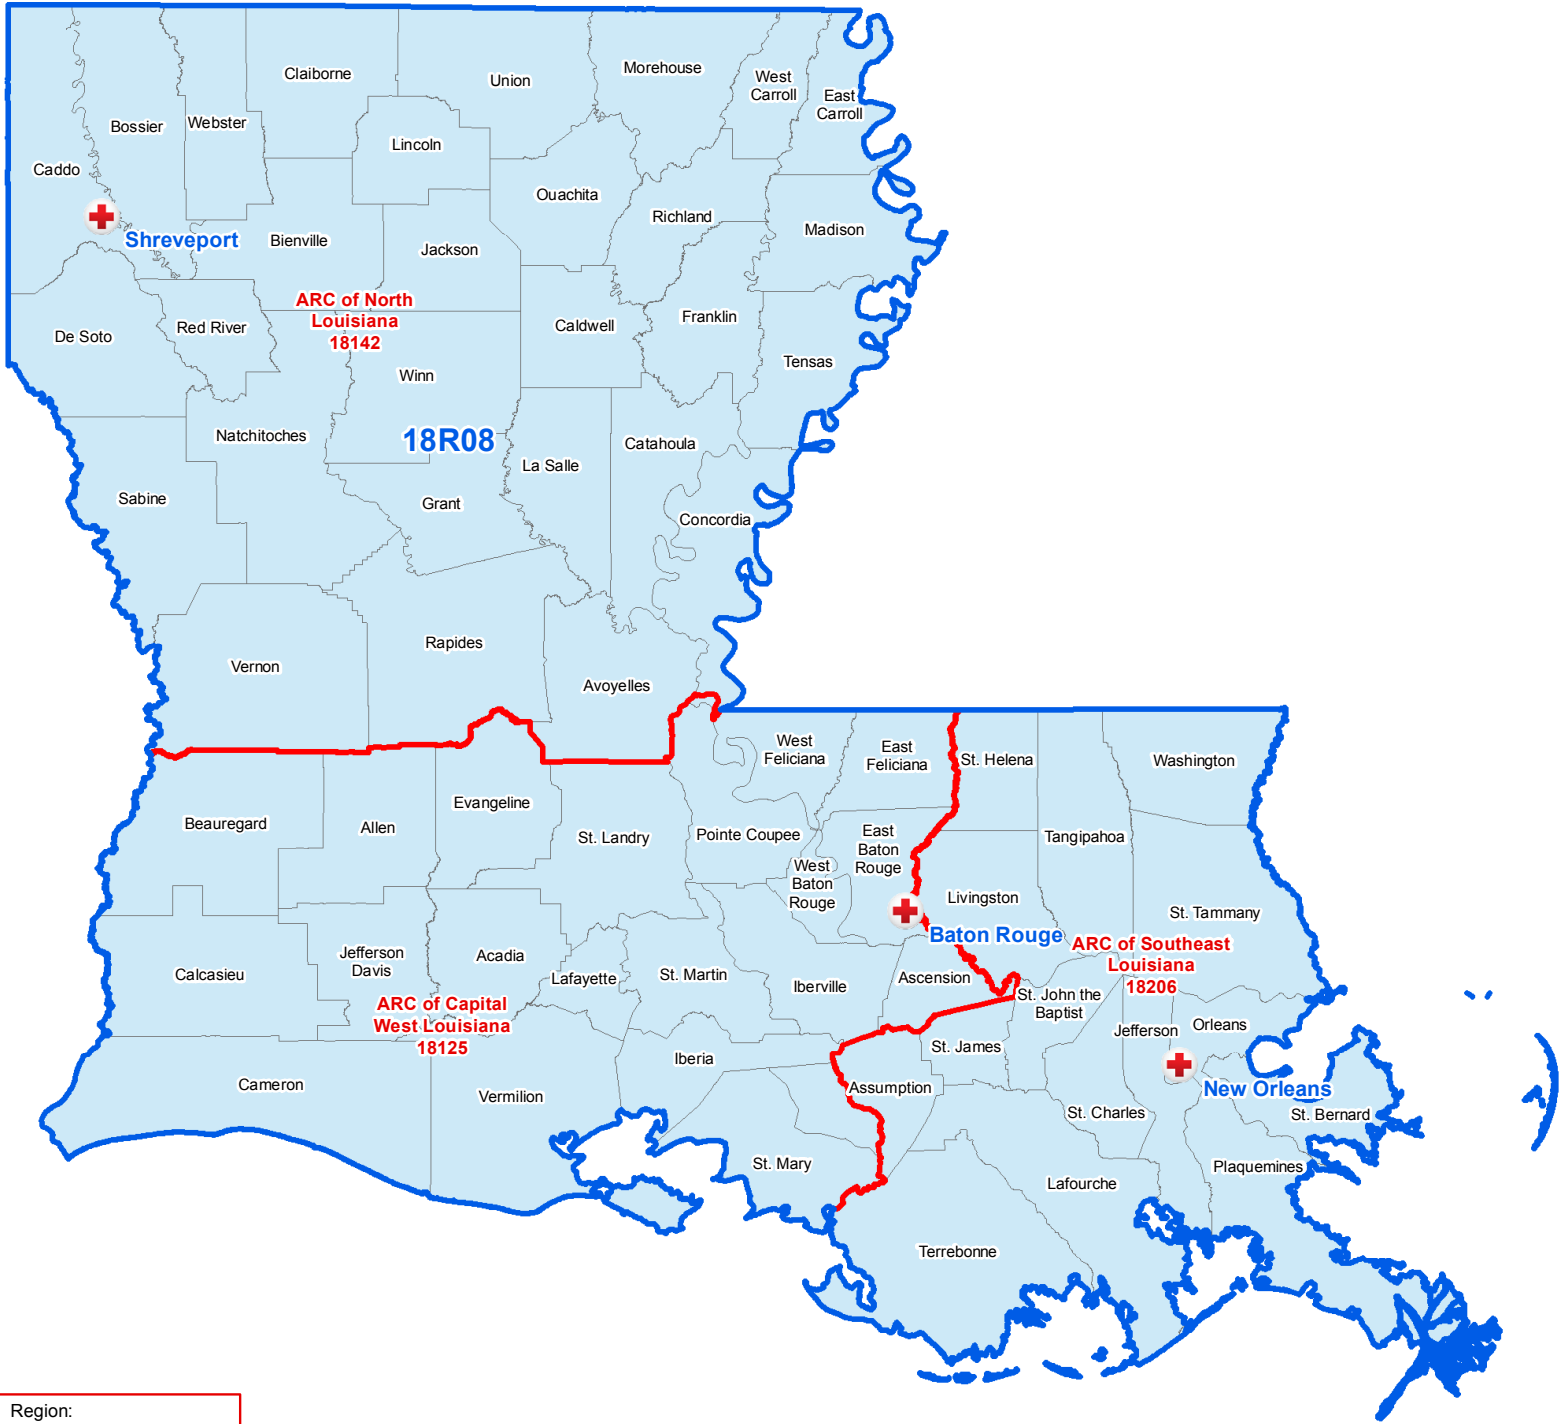 Claiborne
Union
Morehouse
West
Carroll
East
Carroll
Bossier
Webster
Lincoln
Caddo
Ouachita
Richland
Madison
Shreveport
Bienville
Jackson
ARC of North
Louisiana
18142
De Soto
Red River
Caldwell
Franklin
Tensas
Winn
Natchitoches
18R08
La Salle
Catahoula
Sabine
Grant
Concordia
Vernon
Rapides
Avoyelles
West
Feliciana
East
Feliciana
St. Helena
Washington
Beauregard
Allen
Evangeline
St. Landry
Pointe Coupee
East
Baton
Rouge
Tangipahoa
West
Baton
Rouge
Livingston
St. Tammany
Baton Rouge
ARC of Southeast
Louisiana
18206
Calcasieu
Jefferson
Davis
Acadia
Lafayette
St. Martin
Iberville
Ascension
St. John the
Baptist
ARC of Capital
West Louisiana
18125
Jefferson
Orleans
Iberia
St. James
Cameron
Vermilion
Assumption
New Orleans
St. Charles
St. Bernard
St. Mary
Lafourche
Plaquemines
Terrebonne
Region: